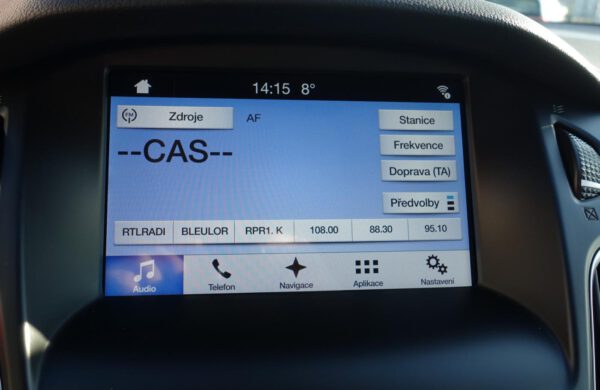 14:15 8°
FM Zdroje AF Stanice
--CAS-- Frekvence
Doprava (TA)
Předvolby
RTLRADI BLEULOR RPR1. K 108.00 88.30 95.10
Audio Telefon Navigace Aplikace Nastavení